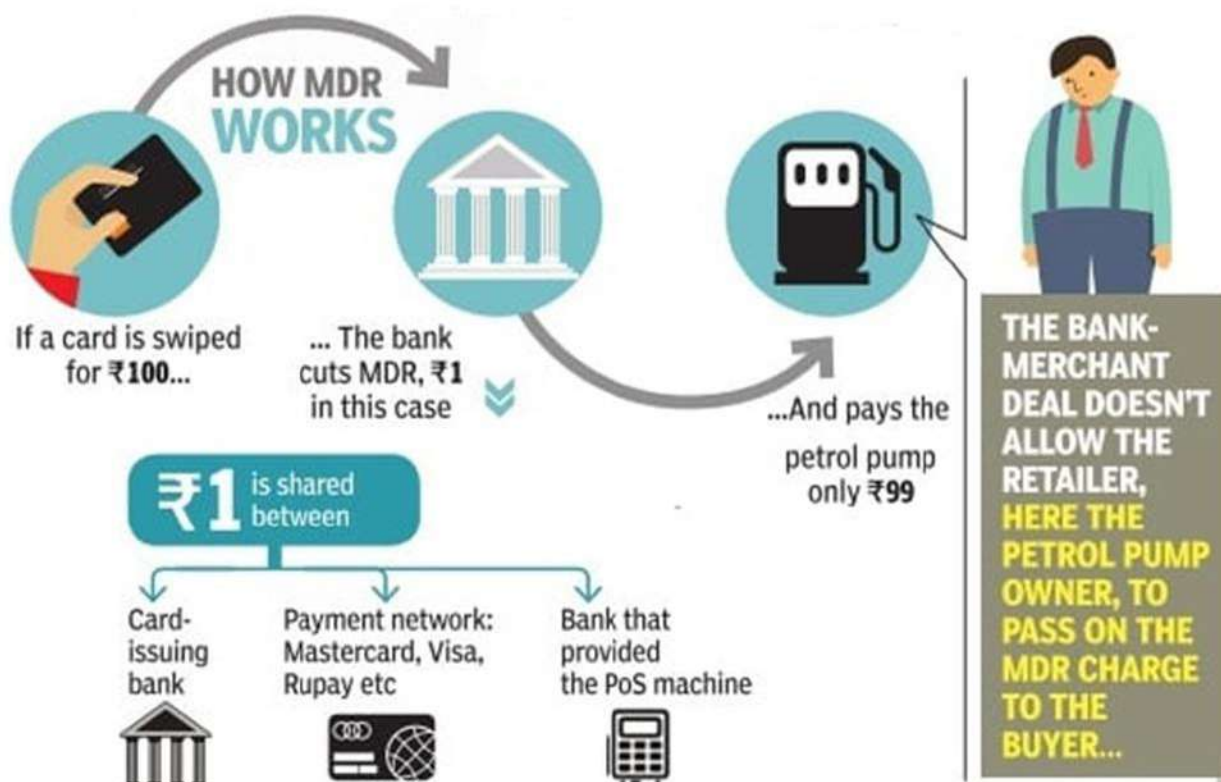 HOW MDR
WORKS
If a card is swiped
for ₹100...
... The bank
cuts MDR, ₹1
in this case
...And pays the
petrol pump
only ₹99
₹1 is shared
between
Card-
issuing
bank
Payment network:
Mastercard, Visa,
Rupay etc
Bank that
provided
the PoS machine
THE BANK-
MERCHANT
DEAL DOESN'T
ALLOW THE
RETAILER,
HERE THE
PETROL PUMP
OWNER, TO
PASS ON THE
MDR CHARGE
TO THE
BUYER...